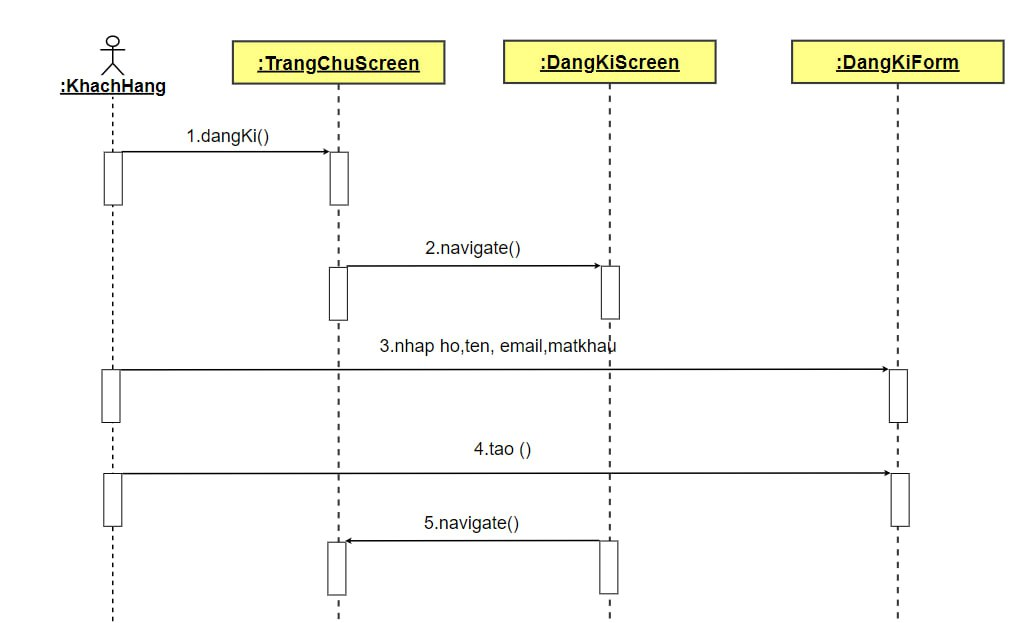 :KhachHang
:TrangChuScreen
:DangKiScreen
:DangKiForm
1.dangKi()
2.navigate()
3.nhap ho,ten, email,matkhau
4.tao ()
5.navigate()